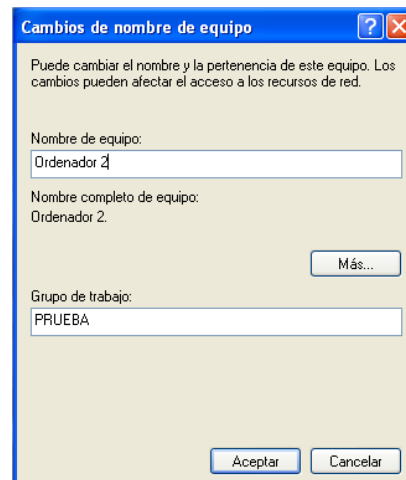 Cambios de nombre de equipo
Puede cambiar el nombre y la pertenencia de este equipo. Los
cambios pueden afectar el acceso a los recursos de red.
Nombre de equipo:
Ordenador 2
Nombre completo de equipo:
Ordenador 2.
Más...
Grupo de trabajo:
PRUEBA
Aceptar Cancelar